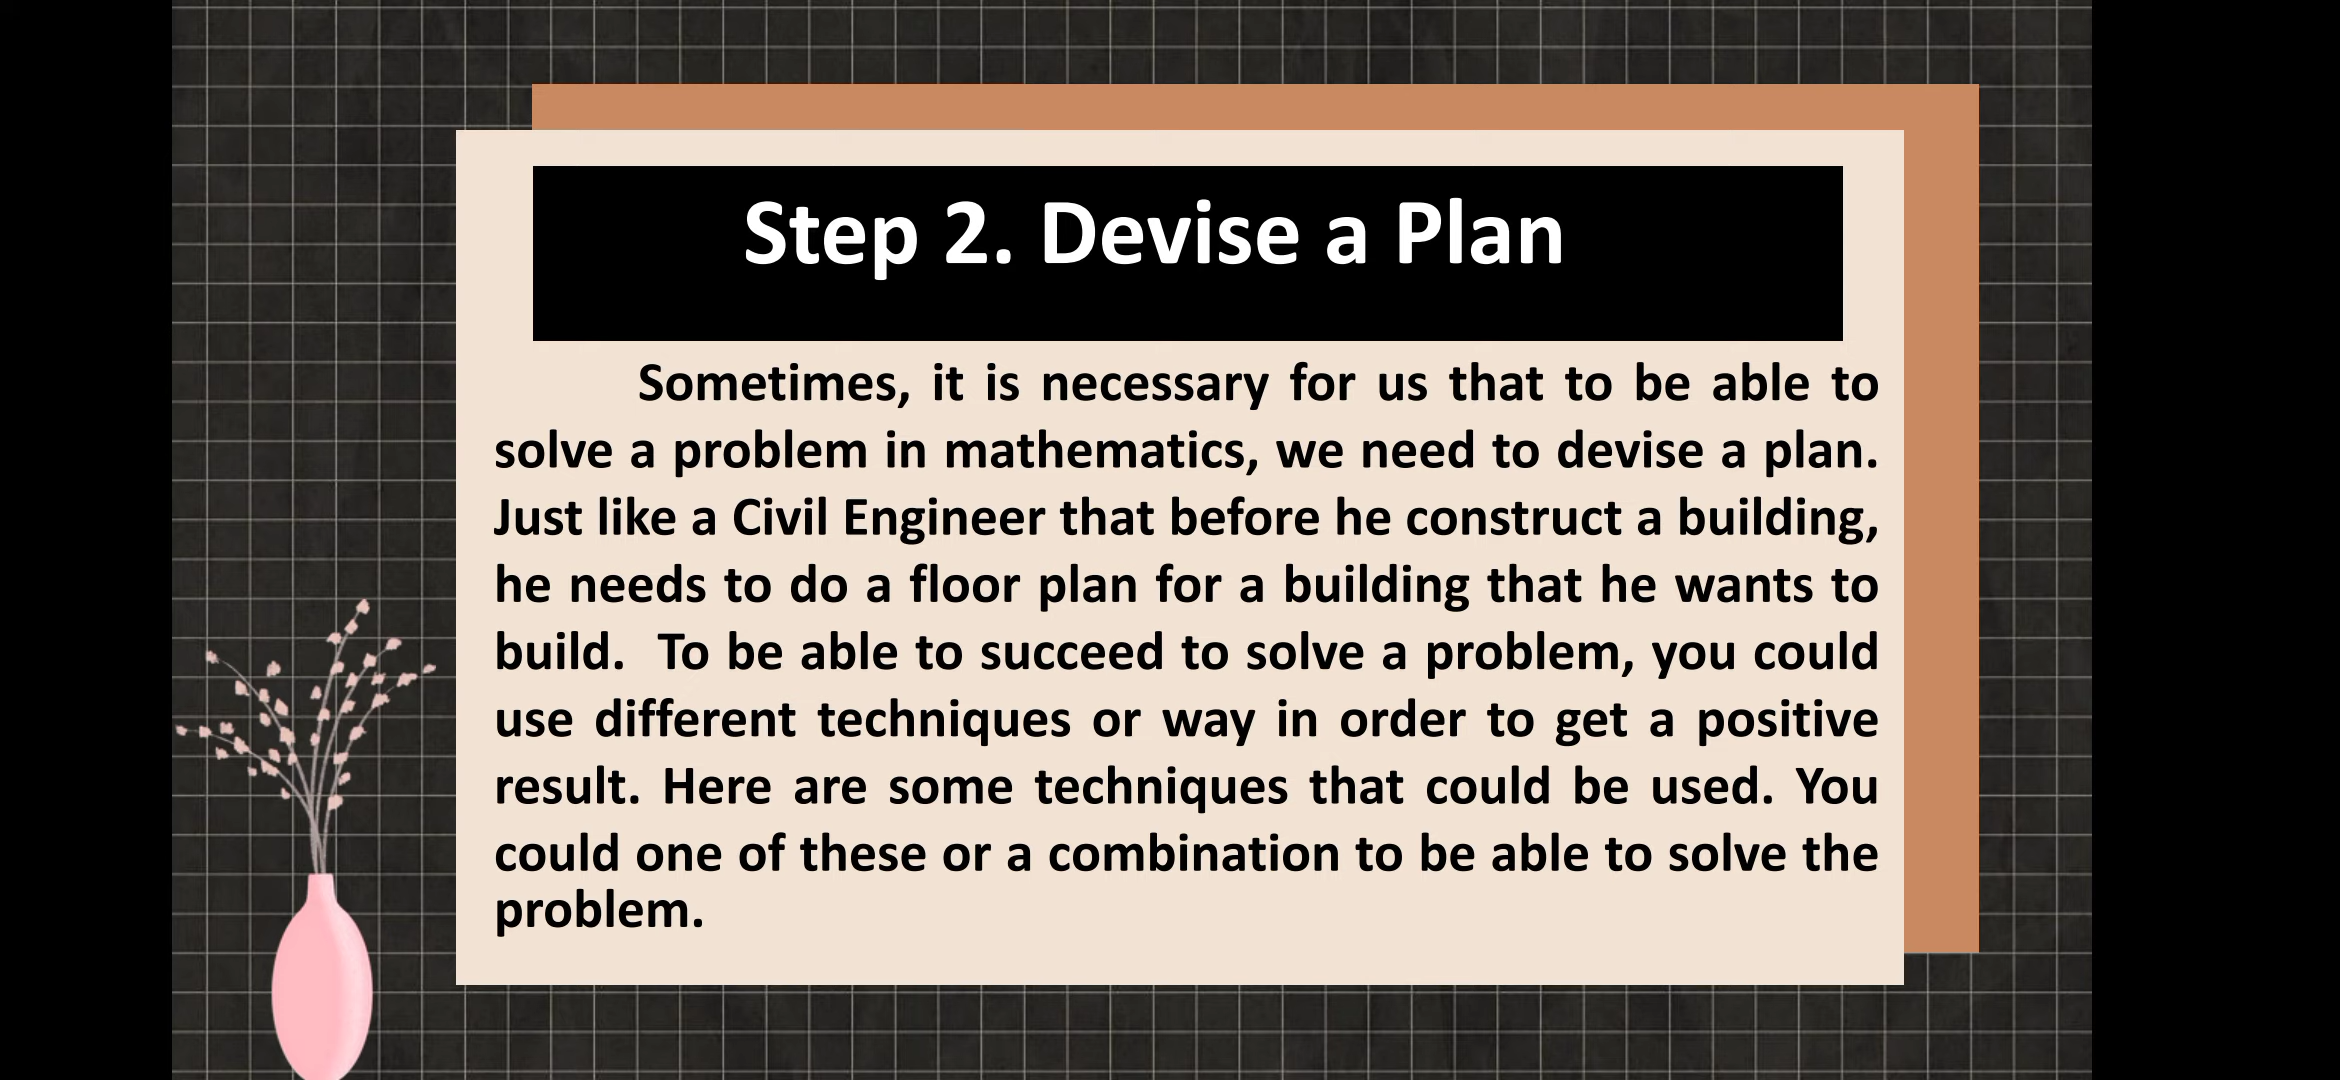 Step 2. Devise a Plan
Sometimes, it is necessary for us that to be able to
solve a problem in mathematics, we need to devise a plan.
Just like a Civil Engineer that before he construct a building,
he needs to do a floor plan for a building that he wants to
build.  To be able to succeed to solve a problem, you could
use different techniques or way in order to get a positive
result. Here are some techniques that could be used. You
could one of these or a combination to be able to solve the
problem.